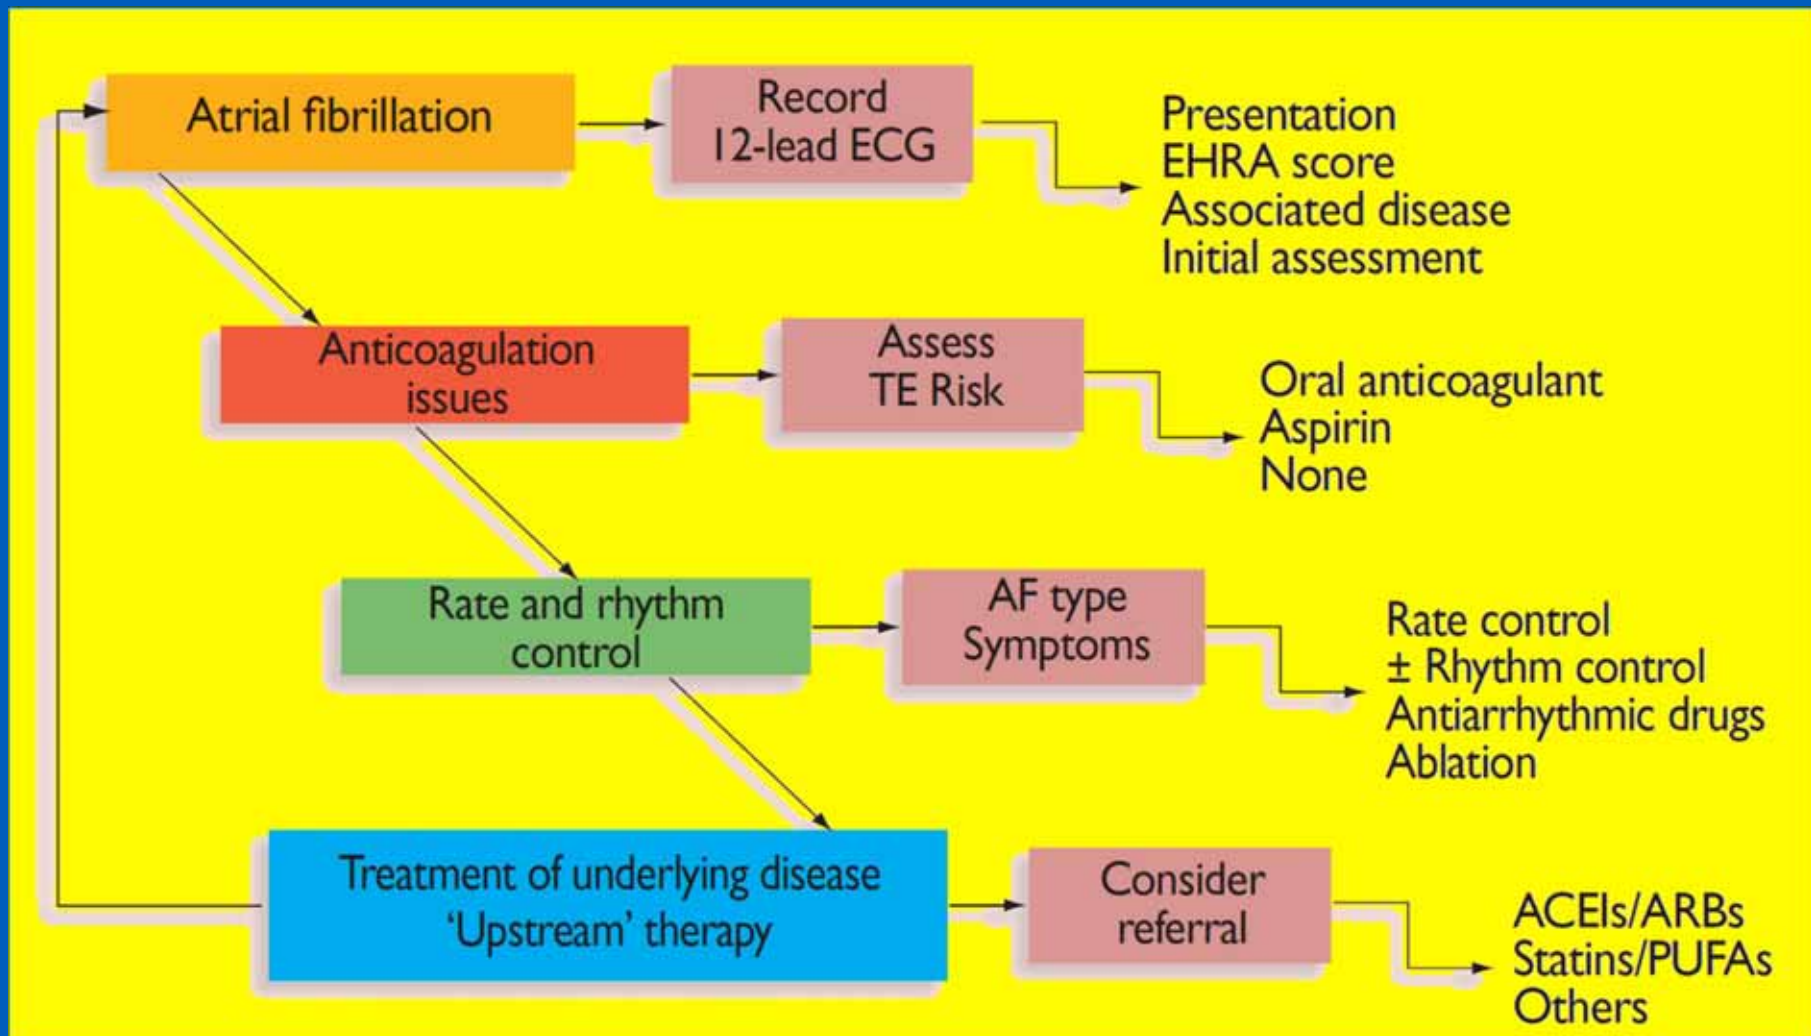 Atrial fibrillation
Record
12-lead ECG
Presentation
EHRA score
Associated disease
Initial assessment
Anticoagulation
issues
Assess
TE Risk
Oral anticoagulant
Aspirin
None
Rate and rhythm
control
AF type
Symptoms
Rate control
± Rhythm control
Antiarrhythmic drugs
Ablation
Treatment of underlying disease
‘Upstream’ therapy
Consider
referral
ACEIs/ARBs
Statins/PUFAs
Others